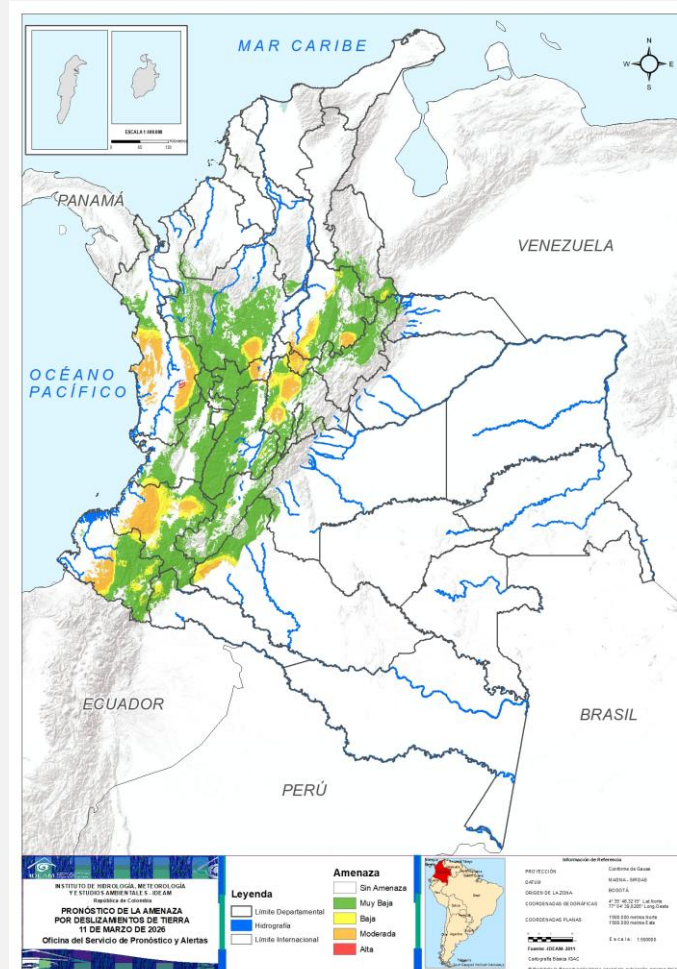 MAR CARIBE
N
W
E
S
PANAMÁ
VENEZUELA
OCÉANO
PACÍFICO
ECUADOR
BRASIL
PERÚ
IDEAM
INSTITUTO DE HIDROLOGÍA, METEOROLOGÍA
Y ESTUDIOS AMBIENTALES - IDEAM
República de Colombia
PRONÓSTICO DE LA AMENAZA
POR DESLIZAMIENTOS DE TIERRA
11 DE MARZO DE 2026
Oficina del Servicio de Pronóstico y Alertas
Leyenda
Límite Departamental
Hidrografía
Límite Internacional
Amenaza
Sin Amenaza
Muy Baja
Baja
Moderada
Alta
Información de Referencia
PROYECCIÓN
Conforme de Gauss
DATUM
MAGNA - SIRGAS
ORIGEN DE LA ZONA
BOGOTÁ
COORDENADAS GEOGRÁFICAS
COORDENADAS PLANAS
Fuente: IDEAM, 2011
Cartografía Básica IGAC